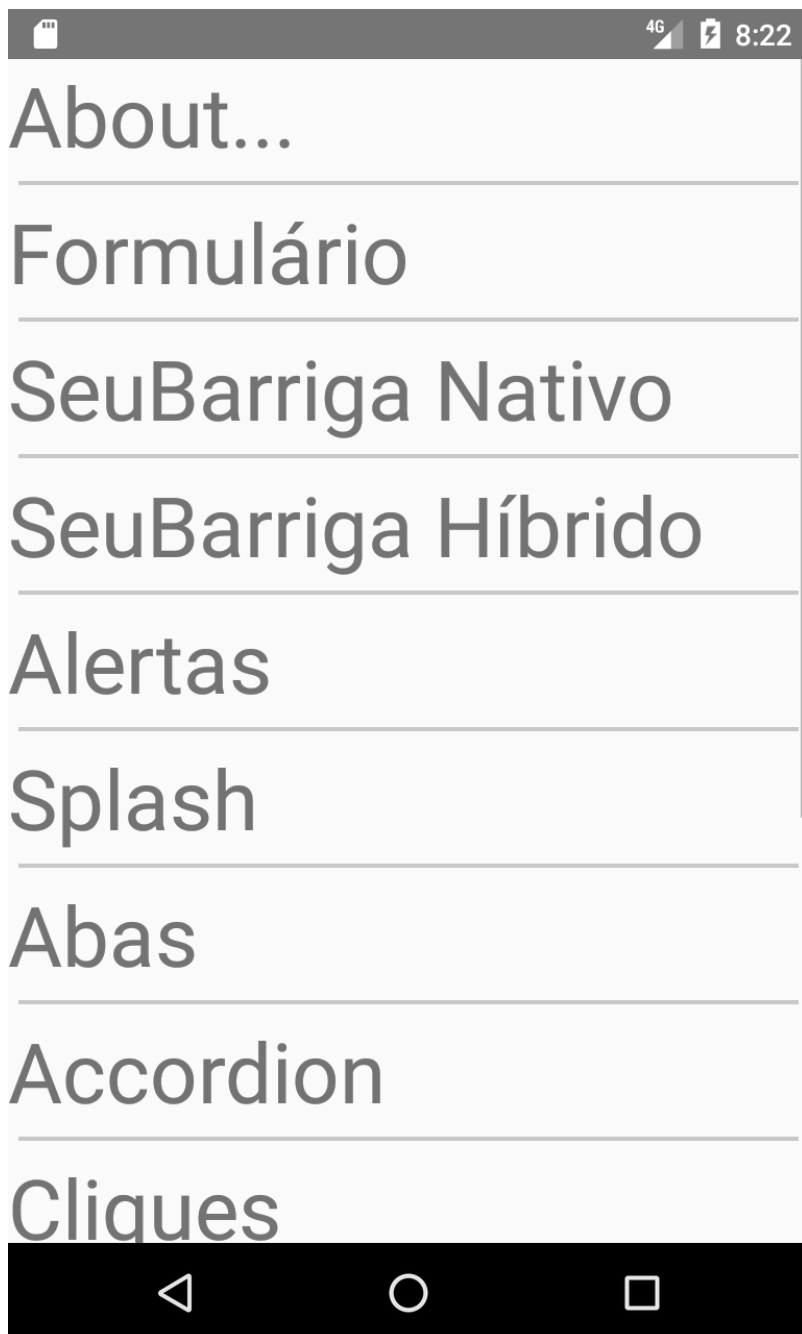 4G 8:22
About...
Formulário
SeuBarriga Nativo
SeuBarriga Híbrido
Alertas
Splash
Abas
Accordion
Cliques